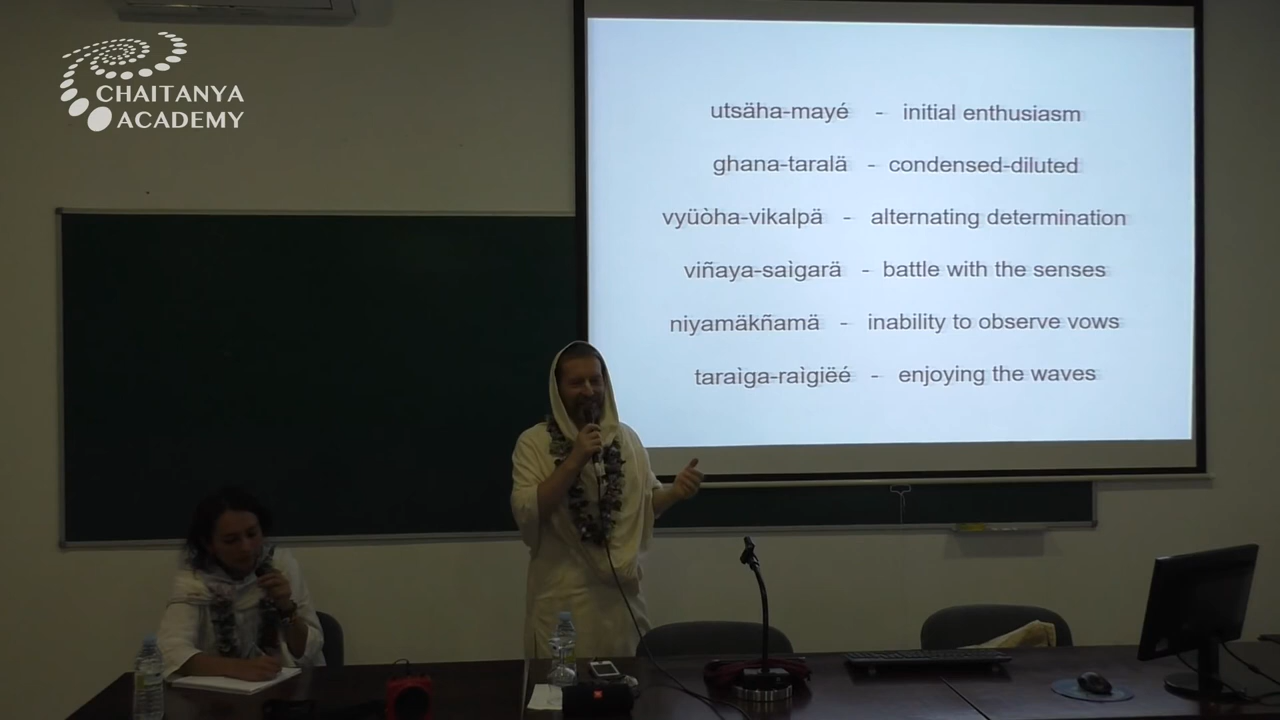 CHAITANYA
ACADEMY
utsäha-mayé - initial enthusiasm
ghana-taralä - condensed-diluted
vyüòha-vikalpä - alternating determination
viñaya-saìgarä - battle with the senses
niyamäkñamä - inability to observe vows
taraìga-raìgiëé - enjoying the waves